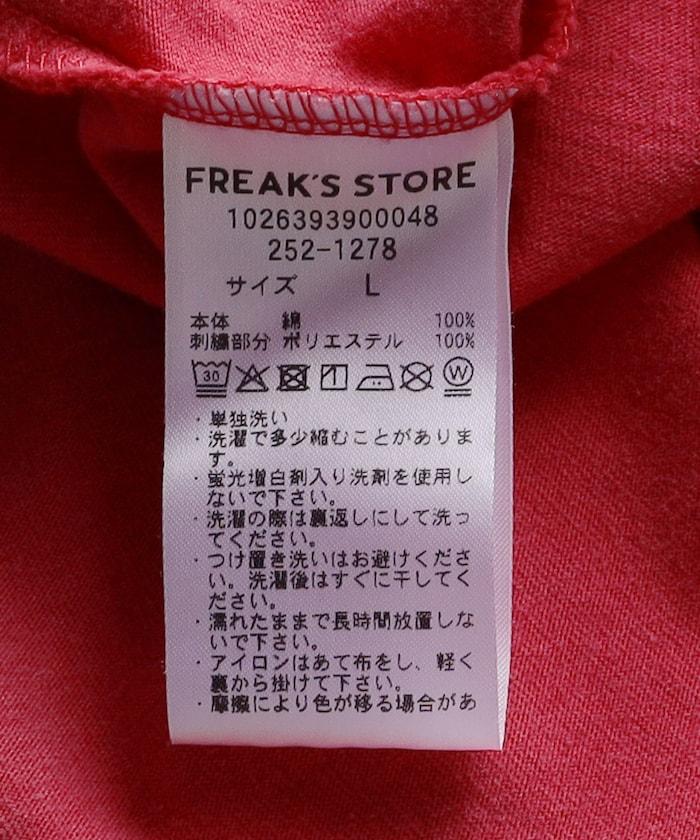 FREAK'S STORE
1026393900048
252-1278
サイズ L
本体 綿 100%
刺繍部分 ポリエステル 100%
30 W
・単独洗い
・洗濯で多少縮むことがありま
す。
・蛍光増白剤入り洗剤を使用し
ないで下さい。
・洗濯の際は裏返しにして洗っ
てください。
・つけ置き洗いはお避けくださ
い。洗濯後はすぐに干してく
ださい。
・濡れたままで長時間放置しな
いで下さい。
・アイロンはあて布をし、軽く
裏から掛けて下さい。
・摩擦により色が移る場合があ